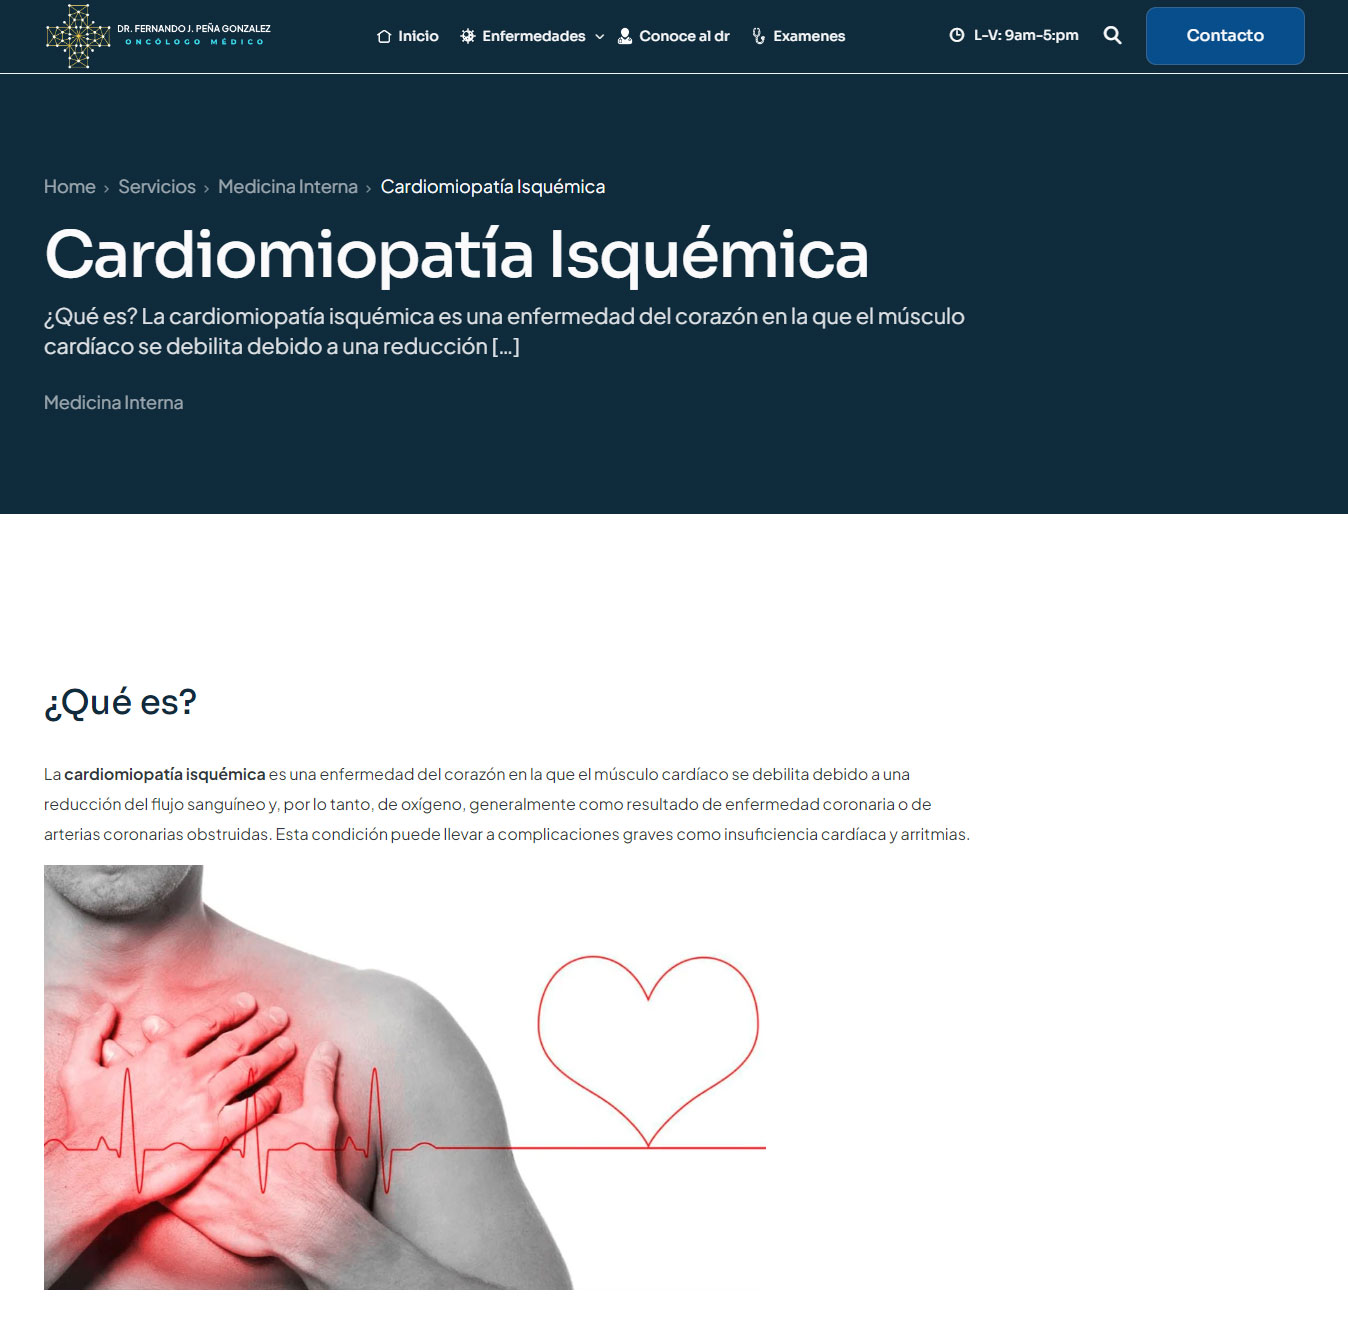 DR. FERNANDO J. PEÑA GONZALEZ
ONCÓLOGO MÉDICO
Inicio
Enfermedades
Conoce al dr
Examenes
L-V: 9am-5:pm
Contacto
Home › Servicios › Medicina Interna › Cardiomiopatía Isquémica
Cardiomiopatía Isquémica
¿Qué es? La cardiomiopatía isquémica es una enfermedad del corazón en la que el músculo
cardíaco se debilita debido a una reducción [...]
Medicina Interna
¿Qué es?
La cardiomiopatía isquémica es una enfermedad del corazón en la que el músculo cardíaco se debilita debido a una
reducción del flujo sanguíneo y, por lo tanto, de oxígeno, generalmente como resultado de enfermedad coronaria o de
arterias coronarias obstruidas. Esta condición puede llevar a complicaciones graves como insuficiencia cardíaca y arritmias.